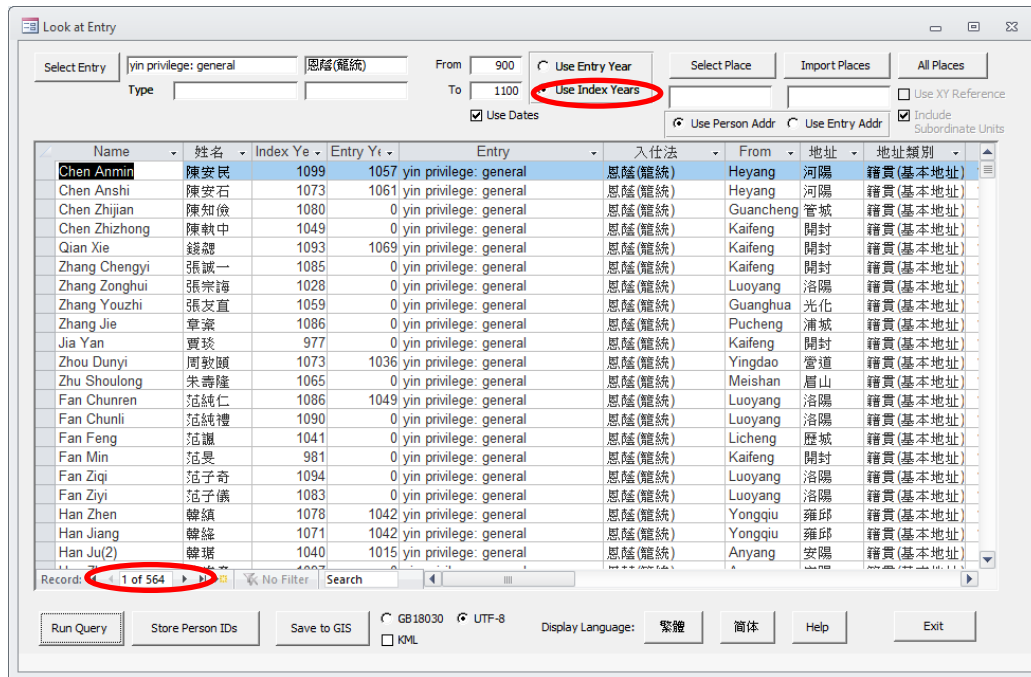 Look at Entry
Select Entry yin privilege: general 恩蔭(籠統) From 900 Use Entry Year Select Place Import Places All Places
Type To 1100 Use Index Years Use XY Reference
Use Dates Use Person Addr Use Entry Addr Include Subordinate Units
Name 姓名 Index Ye Entry Ye Entry 入仕法 From 地址 地址類別
Chen Anmin 陳安民 1099 1057 yin privilege: general 恩蔭(籠統) Heyang 河陽 籍貫(基本地址)
Chen Anshi 陳安石 1073 1061 yin privilege: general 恩蔭(籠統) Heyang 河陽 籍貫(基本地址)
Chen Zhijian 陳知儉 1080 0 yin privilege: general 恩蔭(籠統) Guancheng 管城 籍貫(基本地址)
Chen Zhizhong 陳執中 1049 0 yin privilege: general 恩蔭(籠統) Kaifeng 開封 籍貫(基本地址)
Qian Xie 錢勰 1093 1069 yin privilege: general 恩蔭(籠統) Kaifeng 開封 籍貫(基本地址)
Zhang Chengyi 張誠一 1085 0 yin privilege: general 恩蔭(籠統) Kaifeng 開封 籍貫(基本地址)
Zhang Zonghui 張宗誨 1028 0 yin privilege: general 恩蔭(籠統) Luoyang 洛陽 籍貫(基本地址)
Zhang Youzhi 張友直 1059 0 yin privilege: general 恩蔭(籠統) Guanghua 光化 籍貫(基本地址)
Zhang Jie 章楶 1086 0 yin privilege: general 恩蔭(籠統) Pucheng 浦城 籍貫(基本地址)
Jia Yan 賈琰 977 0 yin privilege: general 恩蔭(籠統) Kaifeng 開封 籍貫(基本地址)
Zhou Dunyi 周敦頤 1073 1036 yin privilege: general 恩蔭(籠統) Yingdao 營道 籍貫(基本地址)
Zhu Shoulong 朱壽隆 1065 0 yin privilege: general 恩蔭(籠統) Meishan 眉山 籍貫(基本地址)
Fan Chunren 范純仁 1086 1049 yin privilege: general 恩蔭(籠統) Luoyang 洛陽 籍貫(基本地址)
Fan Chunli 范純禮 1090 0 yin privilege: general 恩蔭(籠統) Luoyang 洛陽 籍貫(基本地址)
Fan Feng 范諷 1041 0 yin privilege: general 恩蔭(籠統) Licheng 歷城 籍貫(基本地址)
Fan Min 范旻 981 0 yin privilege: general 恩蔭(籠統) Kaifeng 開封 籍貫(基本地址)
Fan Ziqi 范子奇 1094 0 yin privilege: general 恩蔭(籠統) Luoyang 洛陽 籍貫(基本地址)
Fan Ziyi 范子儀 1083 0 yin privilege: general 恩蔭(籠統) Luoyang 洛陽 籍貫(基本地址)
Han Zhen 韓縝 1078 1042 yin privilege: general 恩蔭(籠統) Yongqiu 雍邱 籍貫(基本地址)
Han Jiang 韓絳 1071 1042 yin privilege: general 恩蔭(籠統) Yongqiu 雍邱 籍貫(基本地址)
Han Ju(2) 韓琚 1040 1015 yin privilege: general 恩蔭(籠統) Anyang 安陽 籍貫(基本地址)
Record: 1 of 564 No Filter Search
Run Query Store Person IDs Save to GIS GB18030 UTF-8 Display Language: 繁體 简体 Help Exit
KML